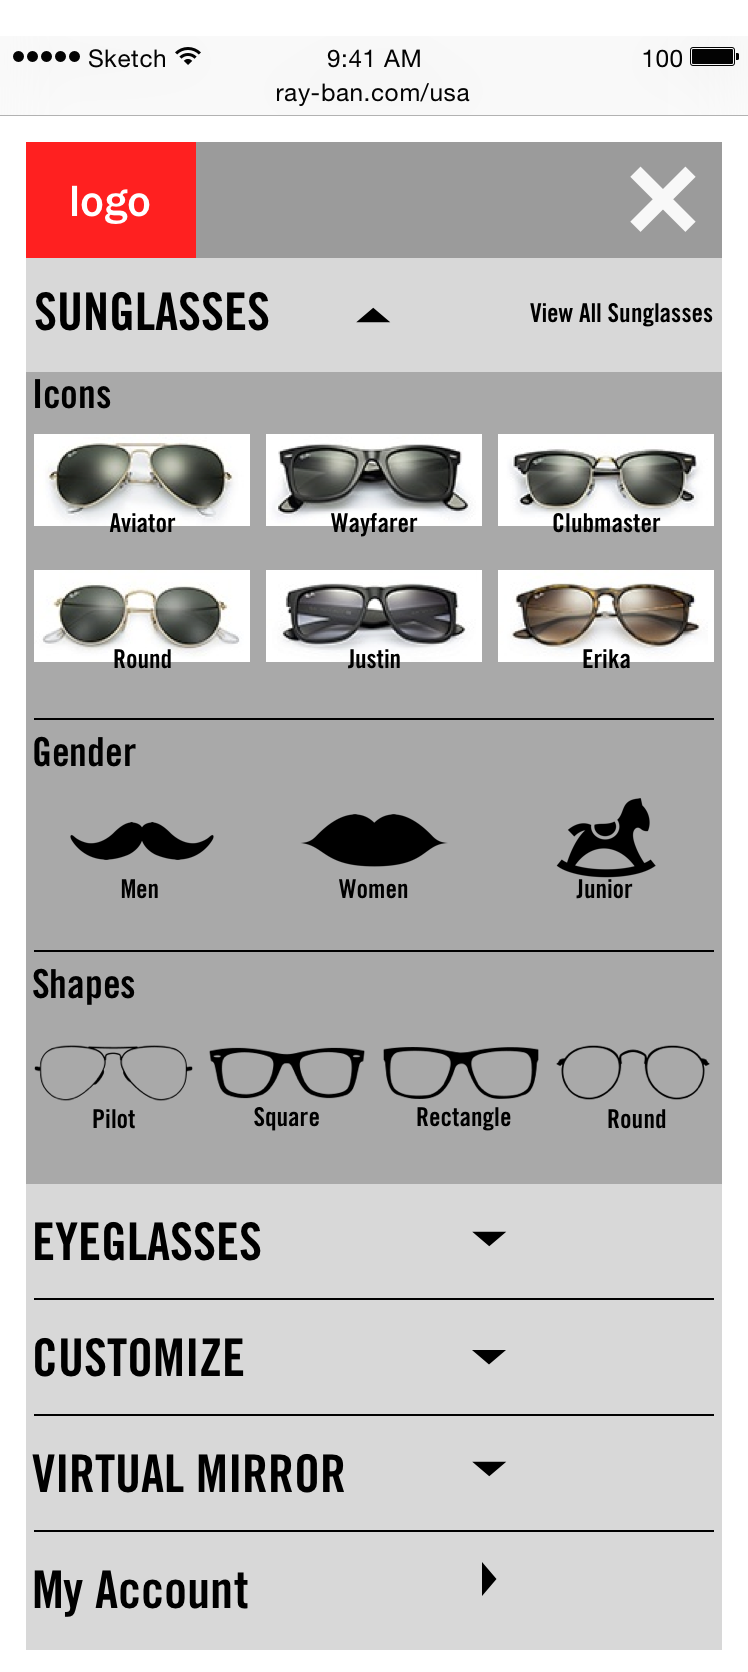 Sketch 9:41 AM 100
ray-ban.com/usa
logo
SUNGLASSES View All Sunglasses
Icons
Aviator Wayfarer Clubmaster
Round Justin Erika
Gender
Men Women Junior
Shapes
Pilot Square Rectangle Round
EYEGLASSES
CUSTOMIZE
VIRTUAL MIRROR
My Account